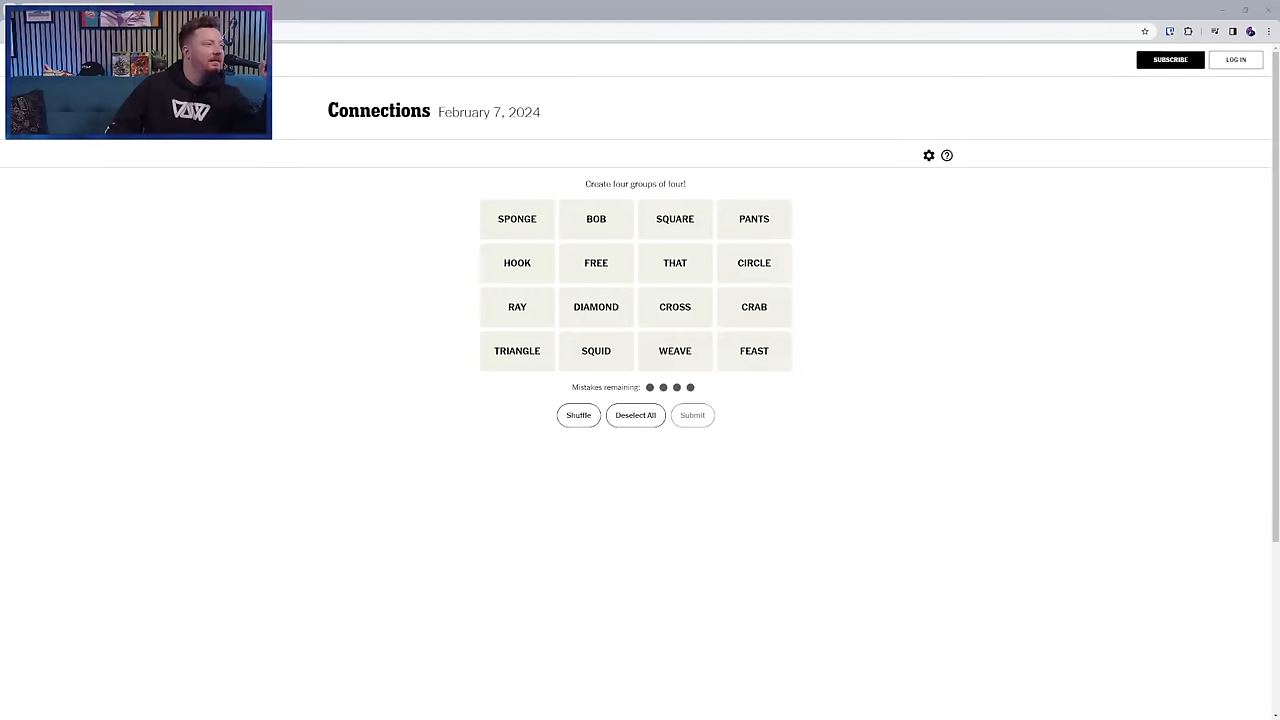 SUBSCRIBE LOG IN
Connections February 7, 2024
Create four groups of four!
SPONGE BOB SQUARE PANTS
HOOK FREE THAT CIRCLE
RAY DIAMOND CROSS CRAB
TRIANGLE SQUID WEAVE FEAST
Mistakes remaining:
Shuffle Deselect All Submit